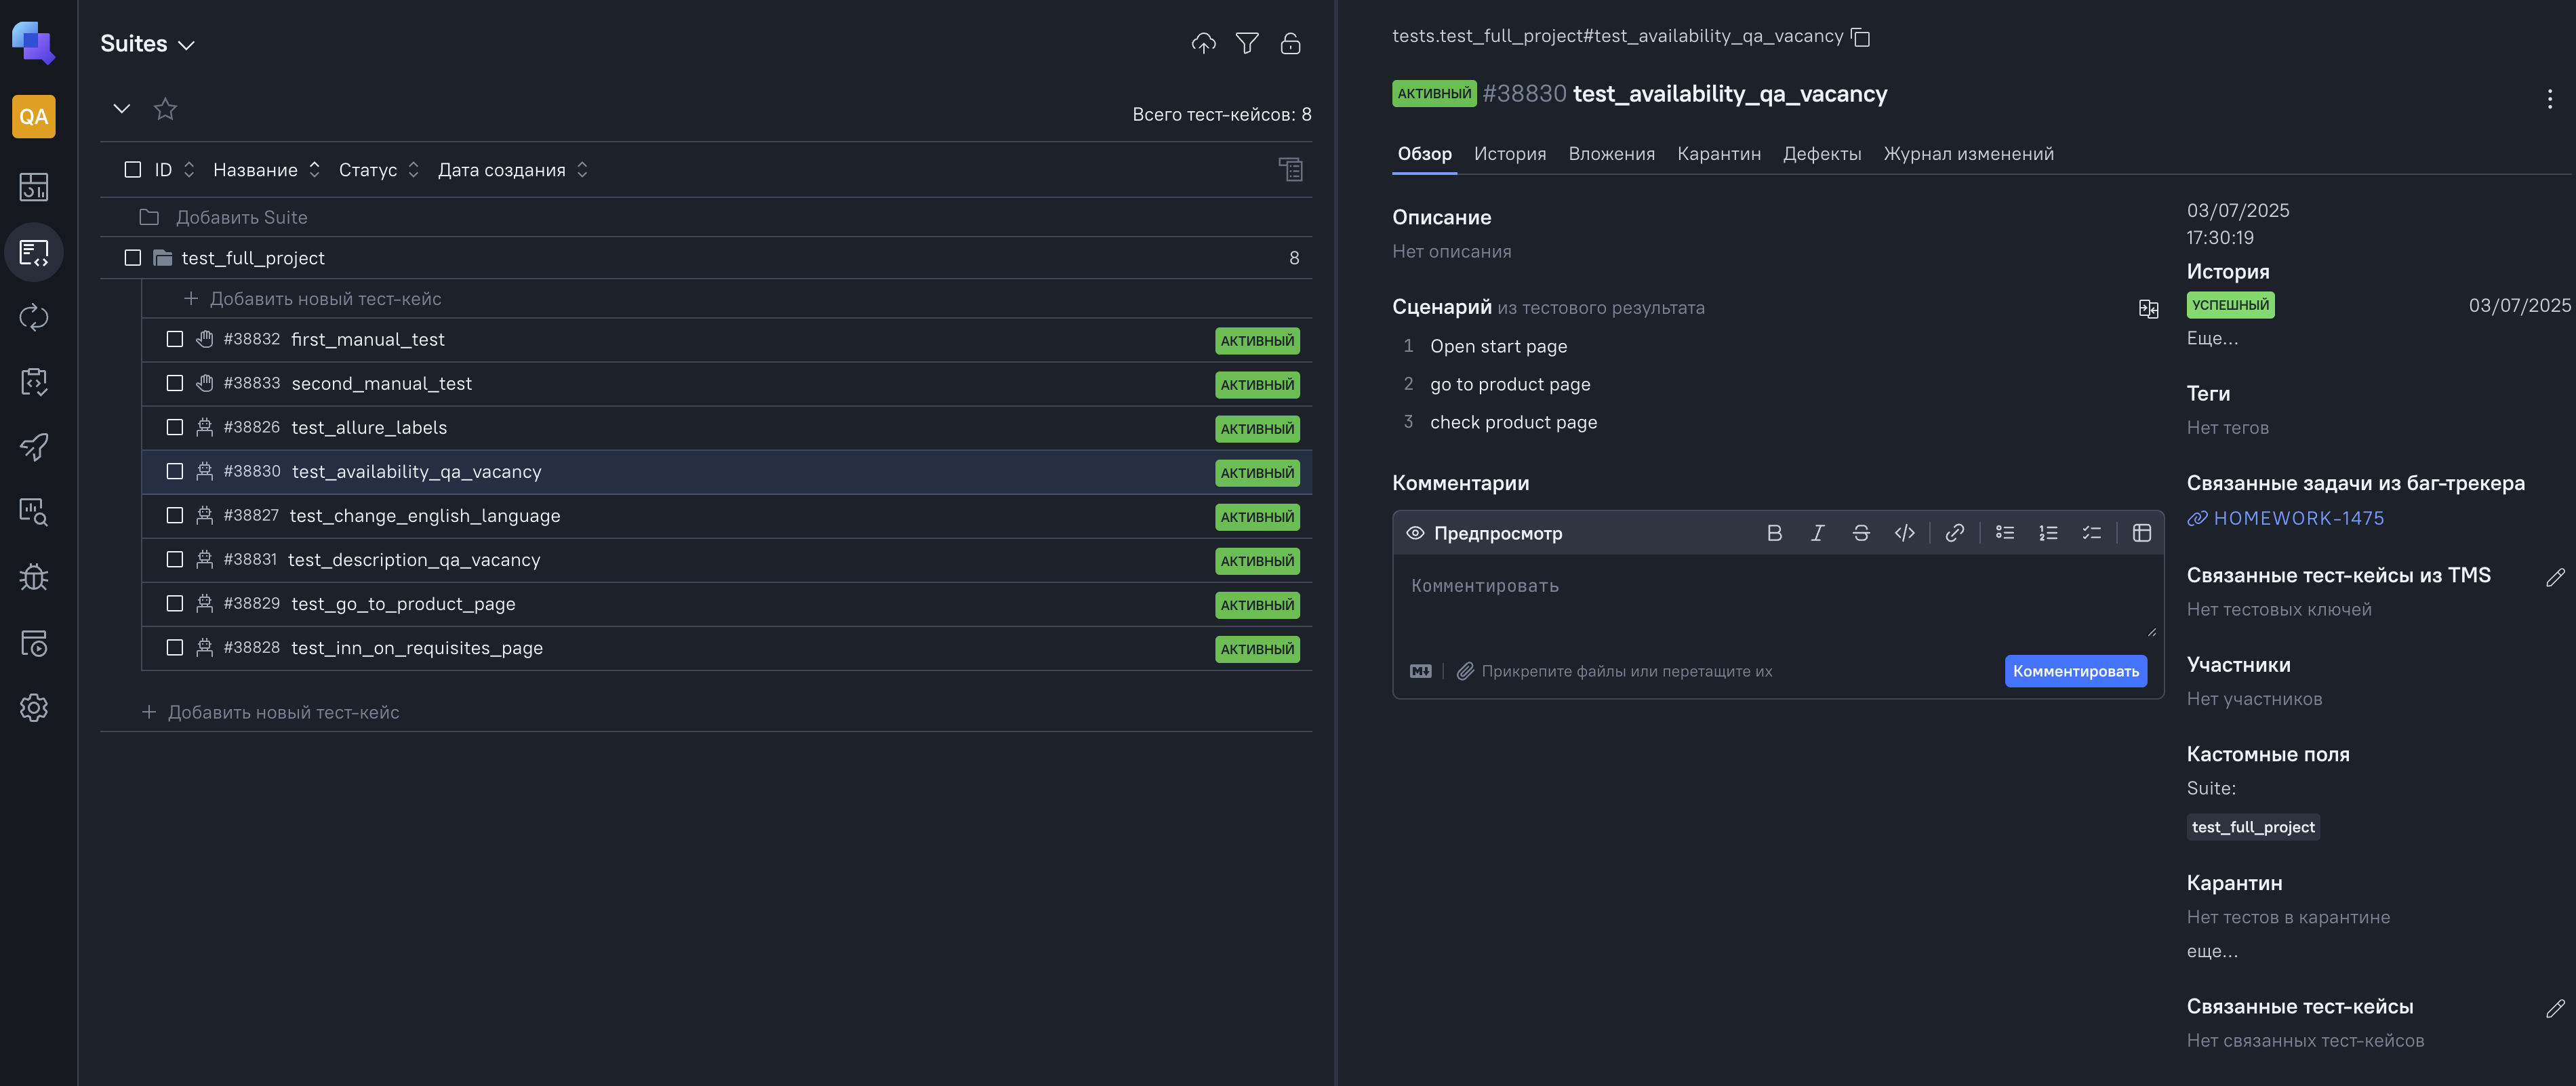 QA
Suites
Всего тест-кейсов: 8
ID Название Статус Дата создания
Добавить Suite
test_full_project 8
+ Добавить новый тест-кейс
#38832 first_manual_test АКТИВНЫЙ
#38833 second_manual_test АКТИВНЫЙ
#38826 test_allure_labels АКТИВНЫЙ
#38830 test_availability_qa_vacancy АКТИВНЫЙ
#38827 test_change_english_language АКТИВНЫЙ
#38831 test_description_qa_vacancy АКТИВНЫЙ
#38829 test_go_to_product_page АКТИВНЫЙ
#38828 test_inn_on_requisites_page АКТИВНЫЙ
+ Добавить новый тест-кейс
tests.test_full_project#test_availability_qa_vacancy
АКТИВНЫЙ #38830 test_availability_qa_vacancy
Обзор История Вложения Карантин Дефекты Журнал изменений
Описание
Нет описания
Сценарий из тестового результата
1 Open start page
2 go to product page
3 check product page
Комментарии
Предпросмотр
Комментировать
Прикрепите файлы или перетащите их
Комментировать
03/07/2025
17:30:19
История
УСПЕШНЫЙ 03/07/2025
Еще...
Теги
Нет тегов
Связанные задачи из баг-трекера
HOMEWORK-1475
Связанные тест-кейсы из TMS
Нет тестовых ключей
Участники
Нет участников
Кастомные поля
Suite:
test_full_project
Карантин
Нет тестов в карантине
еще...
Связанные тест-кейсы
Нет связанных тест-кейсов